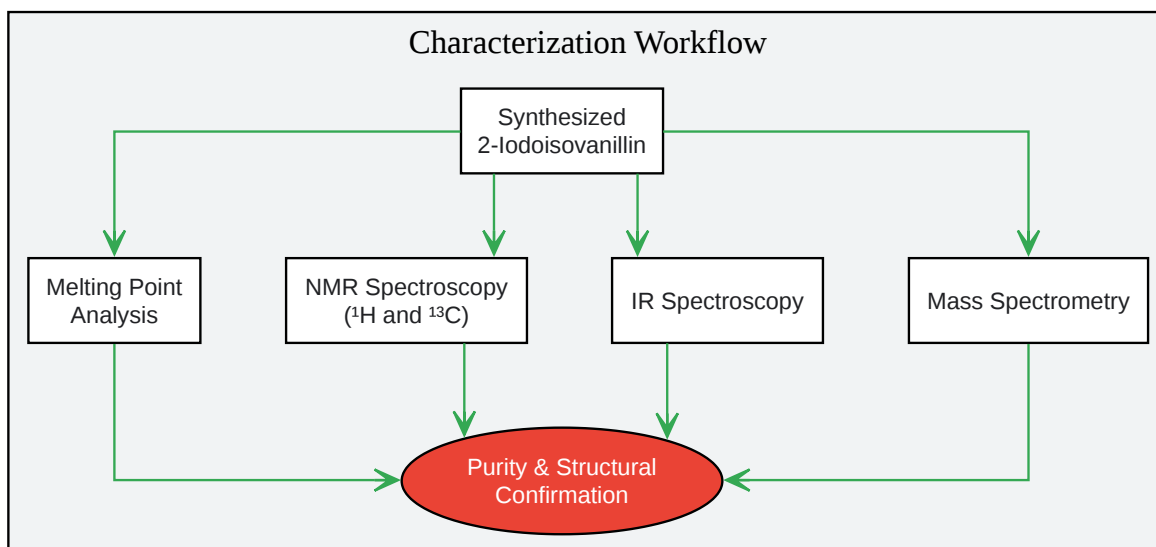 Characterization Workflow
Synthesized
2-Iodoisovanillin
Melting Point
Analysis
NMR Spectroscopy
(¹H and ¹³C)
IR Spectroscopy
Mass Spectrometry
Purity & Structural
Confirmation